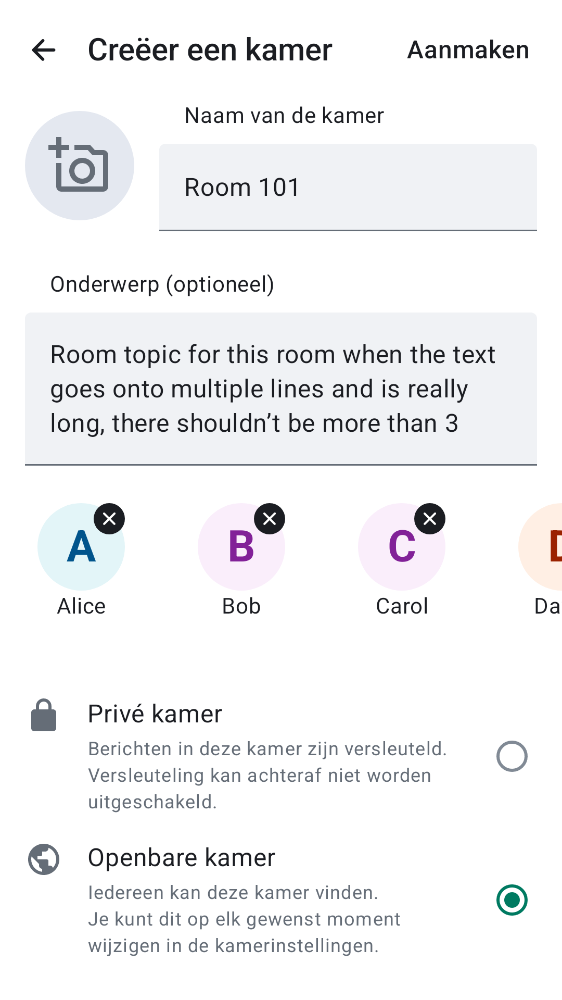 Creëer een kamer
Aanmaken
Naam van de kamer
Room 101
Onderwerp (optioneel)
Room topic for this room when the text
goes onto multiple lines and is really
long, there shouldn’t be more than 3
A
B
C
D
Alice
Bob
Carol
Da
Privé kamer
Berichten in deze kamer zijn versleuteld.
Versleuteling kan achteraf niet worden
uitgeschakeld.
Openbare kamer
Iedereen kan deze kamer vinden.
Je kunt dit op elk gewenst moment
wijzigen in de kamerinstellingen.